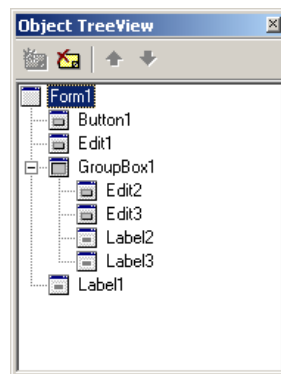 Object TreeView
Form1
Button1
Edit1
GroupBox1
Edit2
Edit3
Label2
Label3
Label1